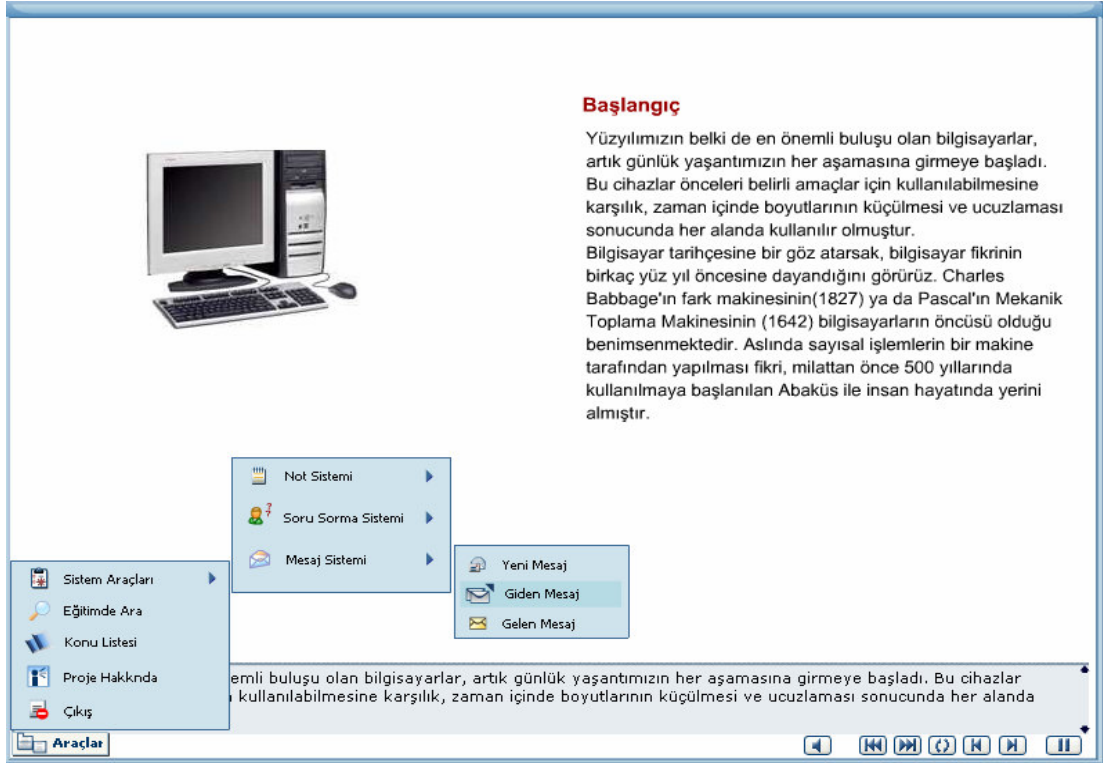 Başlangıç
Yüzyılımızın belki de en önemli buluşu olan bilgisayarlar,
artık günlük yaşantımızın her aşamasına girmeye başladı.
Bu cihazlar önceleri belirli amaçlar için kullanılabilmesine
karşılık, zaman içinde boyutlarının küçülmesi ve ucuzlaması
sonucunda her alanda kullanılır olmuştur.
Bilgisayar tarihçesine bir göz atarsak, bilgisayar fikrinin
birkaç yüz yıl öncesine dayandığını görürüz. Charles
Babbage'ın fark makinesinin(1827) ya da Pascal'ın Mekanik
Toplama Makinesinin (1642) bilgisayarların öncüsü olduğu
benimsenmektedir. Aslında sayısal işlemlerin bir makine
tarafından yapılması fikri, milattan önce 500 yıllarında
kullanılmaya başlanılan Abaküs ile insan hayatında yerini
almıştır.
Not Sistemi
Soru Sorma Sistemi
Mesaj Sistemi
Yeni Mesaj
Giden Mesaj
Gelen Mesaj
Sistem Araçları
Eğitimde Ara
Konu Listesi
Proje Hakknda
Çıkış
emli buluşu olan bilgisayarlar, artık günlük yaşantımızın her aşamasına girmeye başladı. Bu cihazlar
kullanılabilmesine karşılık, zaman içinde boyutlarının küçülmesi ve ucuzlaması sonucunda her alanda
Araçlar